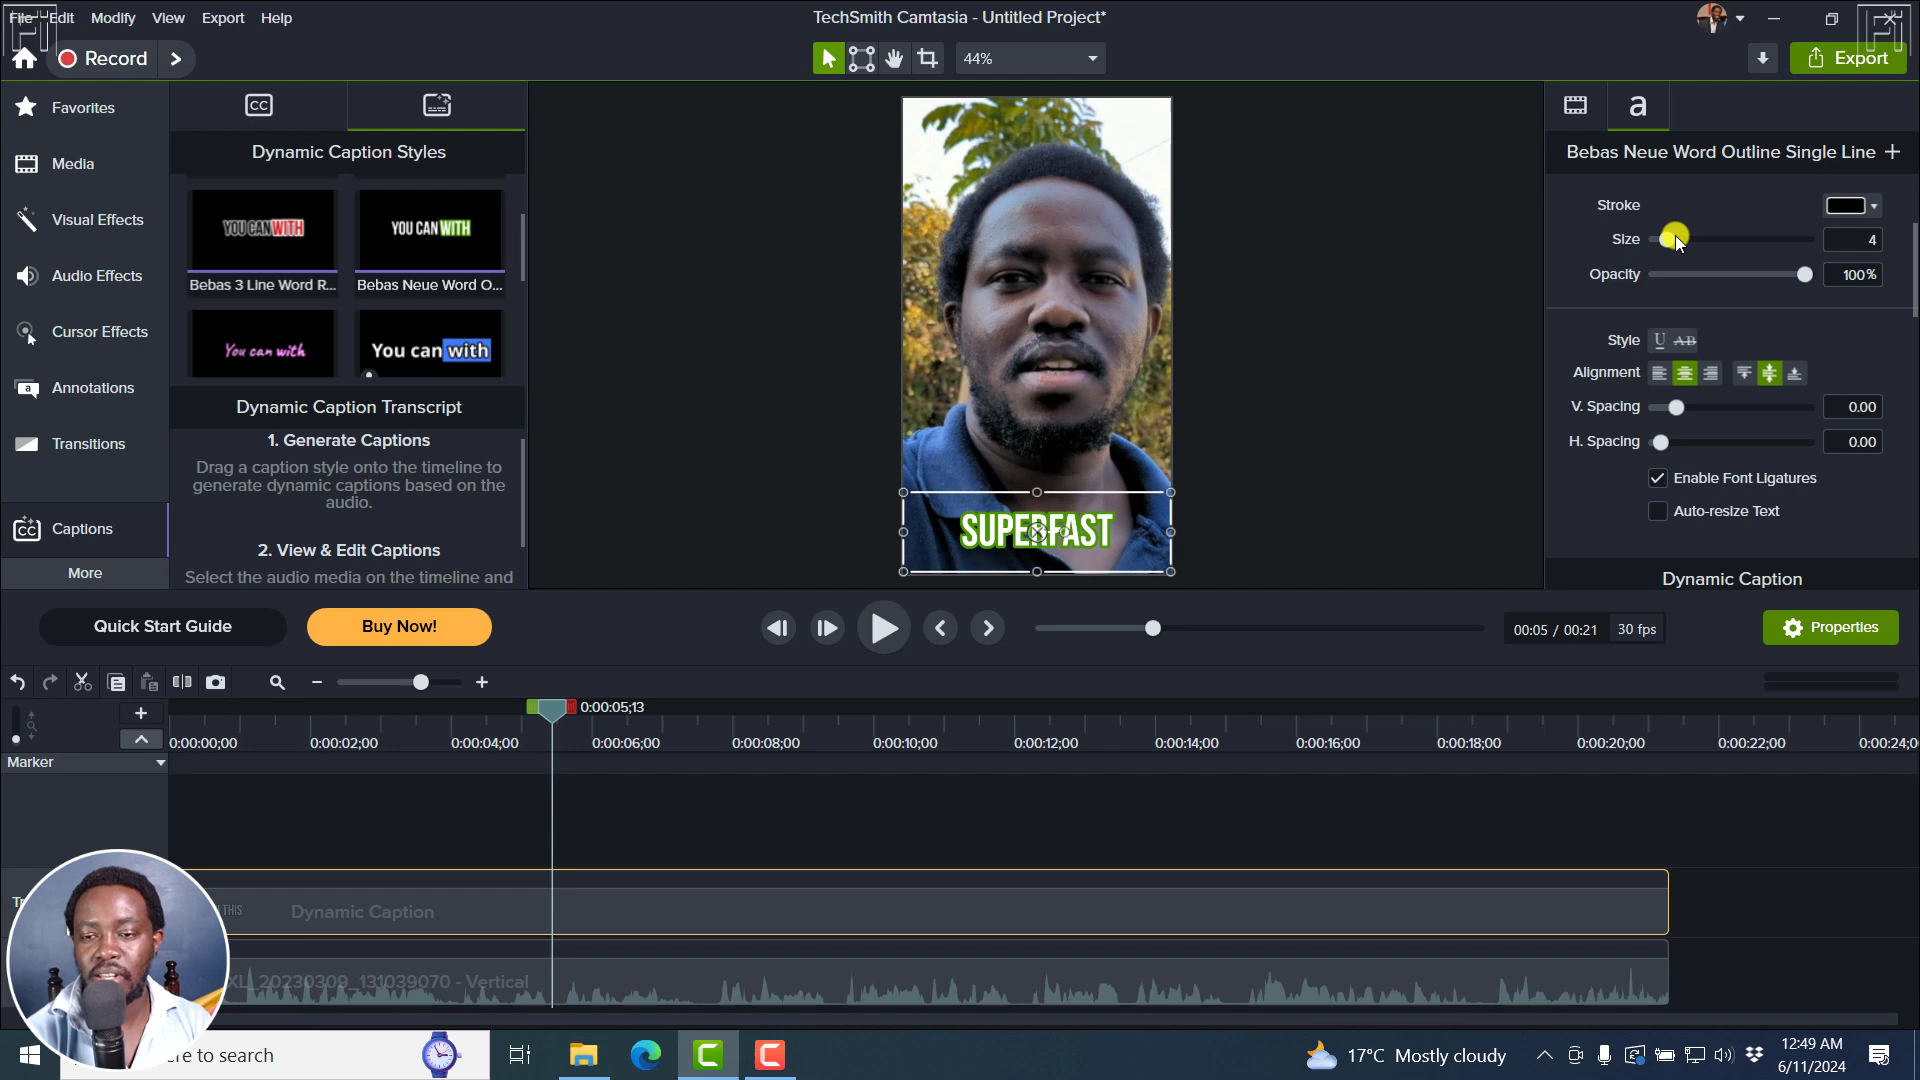 File Edit Modify View Export Help
TechSmith Camtasia - Untitled Project*
Record
44%
Export
Favorites
Media
Visual Effects
Audio Effects
Cursor Effects
Annotations
Transitions
Captions
More
CC
Dynamic Caption Styles
YOU CAN WITH
YOU CAN WITH
Bebas 3 Line Word R...
Bebas Neue Word O...
You can with
You can with
Dynamic Caption Transcript
1. Generate Captions
Drag a caption style onto the timeline to
generate dynamic captions based on the
audio.
2. View & Edit Captions
Select the audio media on the timeline and
SUPERFAST
a
Bebas Neue Word Outline Single Line
Stroke
Size 4
Opacity 100%
Style U AB
Alignment
V. Spacing 0.00
H. Spacing 0.00
Enable Font Ligatures
Auto-resize Text
Dynamic Caption
Quick Start Guide
Buy Now!
00:05 / 00:21 30 fps
Properties
0:00:05;13
0:00:00;00 0:00:02;00 0:00:04;00 0:00:06;00 0:00:08;00 0:00:10;00 0:00:12;00 0:00:14;00 0:00:16;00 0:00:18;00 0:00:20;00 0:00:22;00 0:00:24;0
Marker
THIS Dynamic Caption
XL_20230309_131039070 - Vertical
re to search
17°C Mostly cloudy
12:49 AM
6/11/2024